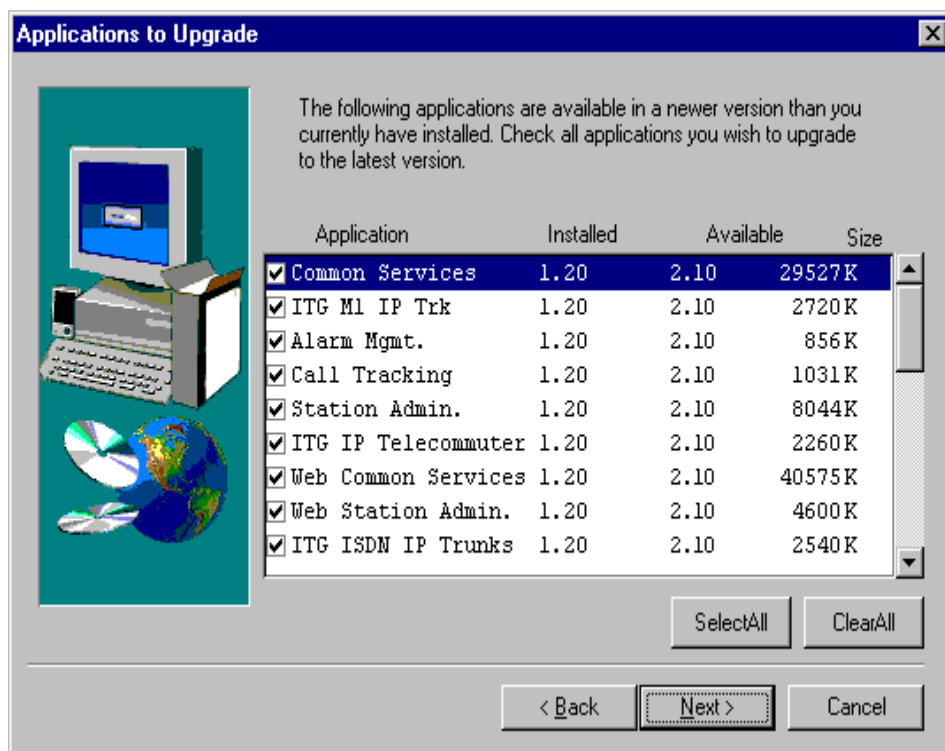 Applications to Upgrade
The following applications are available in a newer version than you
currently have installed. Check all applications you wish to upgrade
to the latest version.
Application Installed Available Size
Common Services 1.20 2.10 29527K
ITG M1 IP Trk 1.20 2.10 2720K
Alarm Mgmt. 1.20 2.10 856K
Call Tracking 1.20 2.10 1031K
Station Admin. 1.20 2.10 8044K
ITG IP Telecommuter 1.20 2.10 2260K
Web Common Services 1.20 2.10 40575K
Web Station Admin. 1.20 2.10 4600K
ITG ISDN IP Trunks 1.20 2.10 2540K
SelectAll ClearAll
< Back Next > Cancel